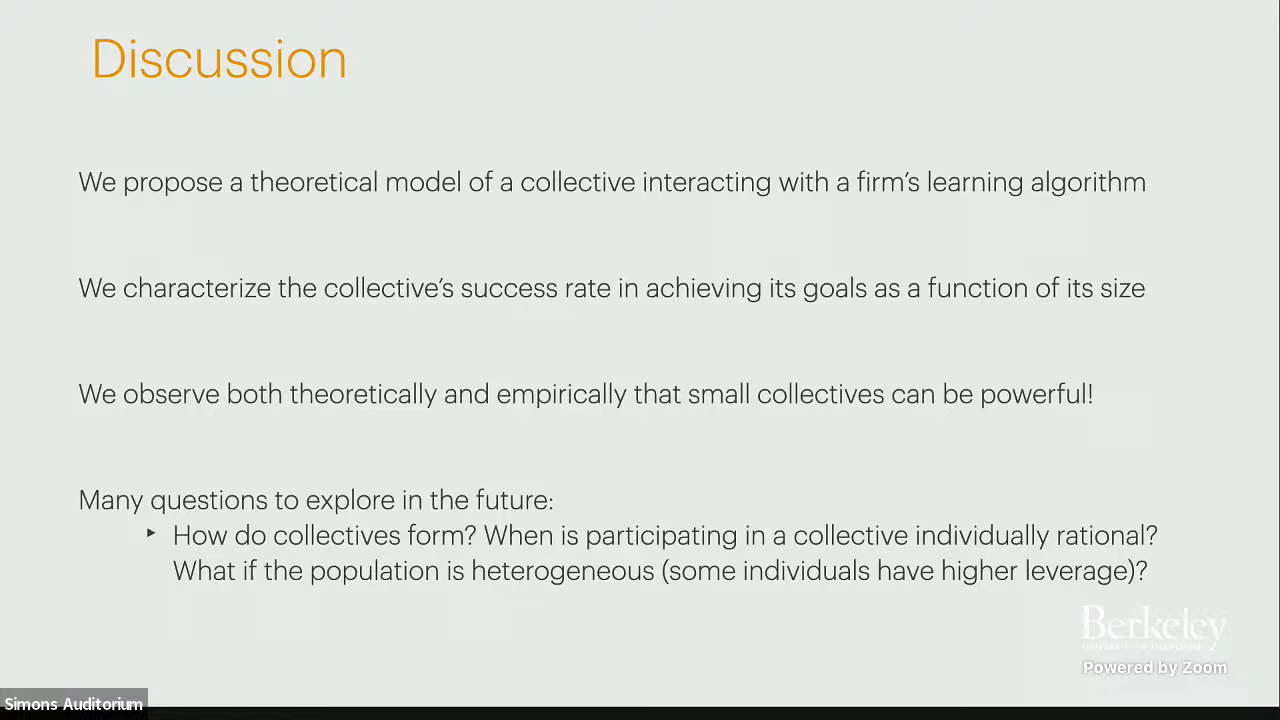 Discussion
We propose a theoretical model of a collective interacting with a firm's learning algorithm
We characterize the collective's success rate in achieving its goals as a function of its size
We observe both theoretically and empirically that small collectives can be powerful!
Many questions to explore in the future:
‣ How do collectives form? When is participating in a collective individually rational?
What if the population is heterogeneous (some individuals have higher leverage)?
Berkeley
UNIVERSITY OF CALIFORNIA
Powered by Zoom
Simons Auditorium